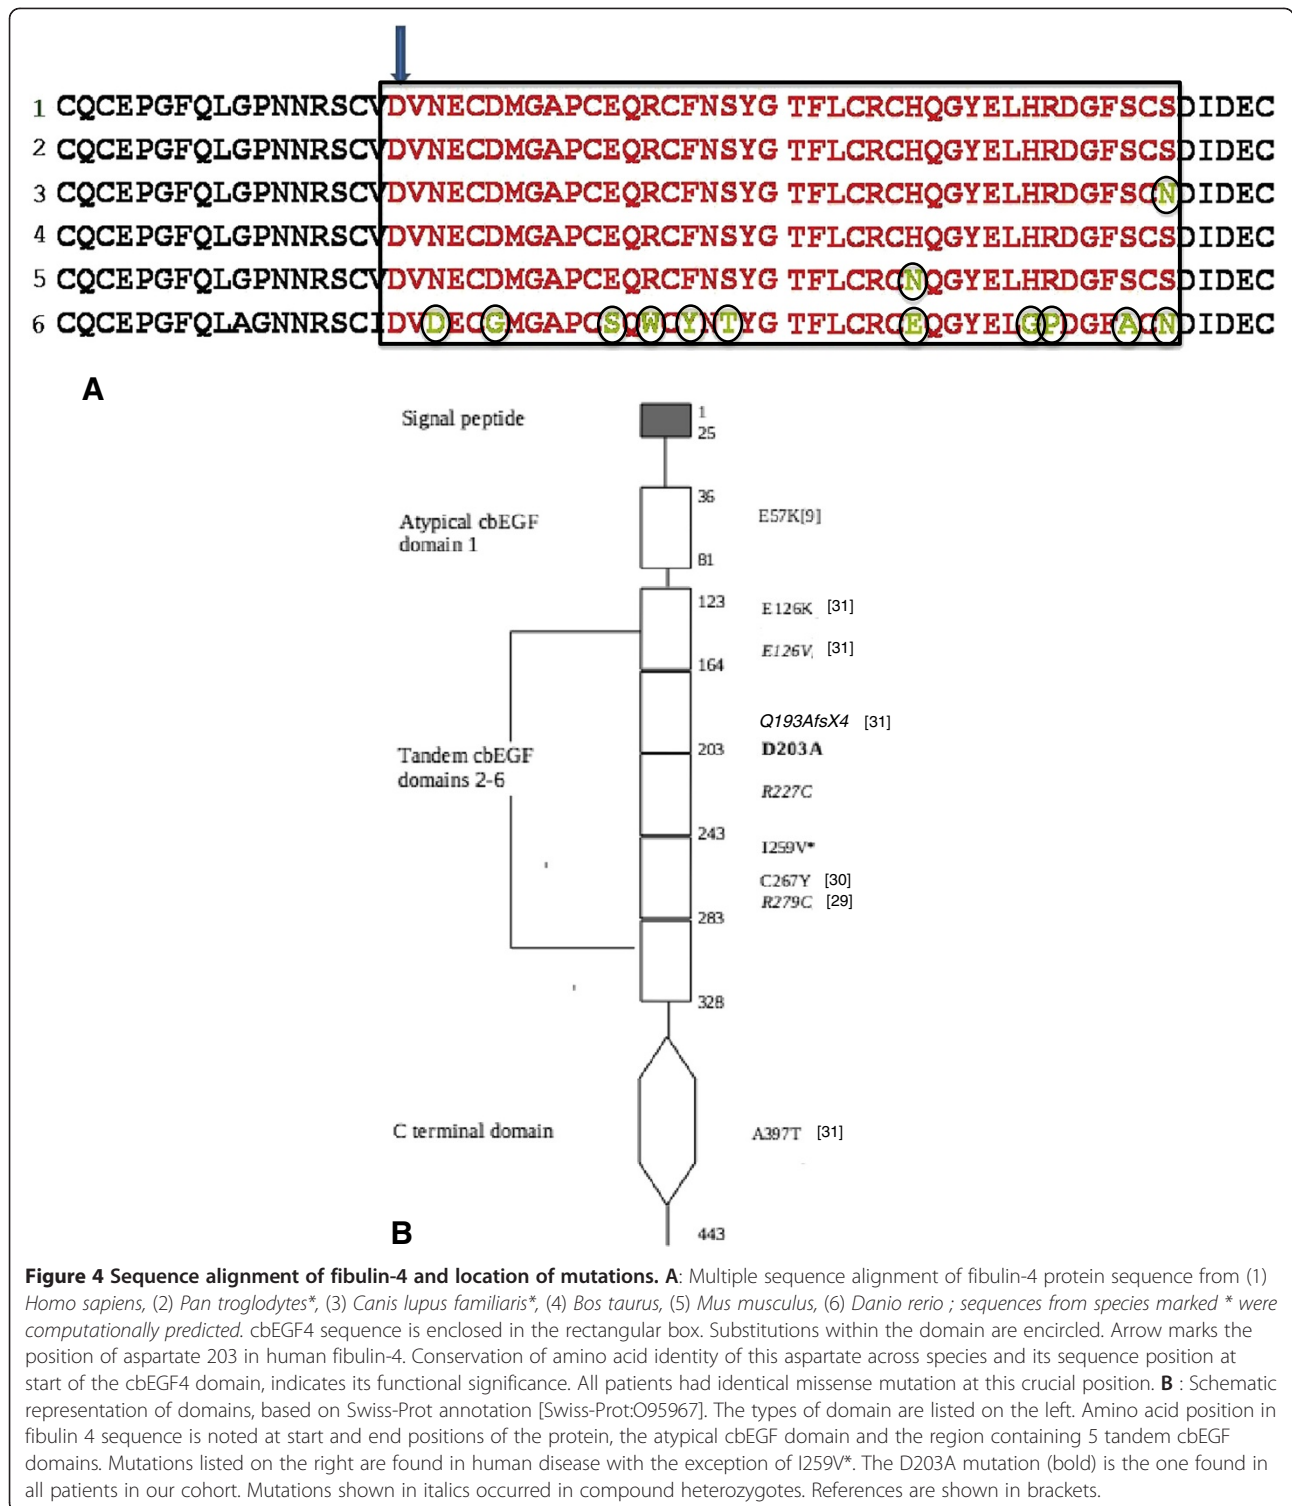 1 CQCEPGFQLGPNNRSCVDVNECDMGAPCEQRCFNSYG TFLCRCHQGYELHRDGFSCSDIDEC
2 CQCEPGFQLGPNNRSCVDVNECDMGAPCEQRCFNSYG TFLCRCHQGYELHRDGFSCSDIDEC
3 CQCEPGFQLGPNNRSCVDVNECDMGAPCEQRCFNSYG TFLCRCHQGYELHRDGFSCNDIDEC
4 CQCEPGFQLGPNNRSCVDVNECDMGAPCEQRCFNSYG TFLCRCHQGYELHRDGFSCSDIDEC
5 CQCEPGFQLGPNNRSCVDVNECDMGAPCEQRCFNSYG TFLCRCNQGYELHRDGFSCSDIDEC
6 CQCEPGFQLAGNNRSCIDVDECGMGAPCSQWCYNTYG TFLCRCEQGYELGPDGFACNDIDEC
A
Signal peptide
1
25
36
Atypical cbEGF
domain 1
E57K[9]
81
123
E126K [31]
E126V, [31]
164
Q193AfsX4 [31]
203
D203A
Tandem cbEGF
domains 2-6
R227C
243
I259V*
C267Y [30]
R279C [29]
283
328
C terminal domain
A397T [31]
B
443
Figure 4 Sequence alignment of fibulin-4 and location of mutations. A: Multiple sequence alignment of fibulin-4 protein sequence from (1)
Homo sapiens, (2) Pan troglodytes*, (3) Canis lupus familiaris*, (4) Bos taurus, (5) Mus musculus, (6) Danio rerio ; sequences from species marked * were
computationally predicted. cbEGF4 sequence is enclosed in the rectangular box. Substitutions within the domain are encircled. Arrow marks the
position of aspartate 203 in human fibulin-4. Conservation of amino acid identity of this aspartate across species and its sequence position at
start of the cbEGF4 domain, indicates its functional significance. All patients had identical missense mutation at this crucial position. B : Schematic
representation of domains, based on Swiss-Prot annotation [Swiss-Prot:O95967]. The types of domain are listed on the left. Amino acid position in
fibulin 4 sequence is noted at start and end positions of the protein, the atypical cbEGF domain and the region containing 5 tandem cbEGF
domains. Mutations listed on the right are found in human disease with the exception of I259V*. The D203A mutation (bold) is the one found in
all patients in our cohort. Mutations shown in italics occurred in compound heterozygotes. References are shown in brackets.